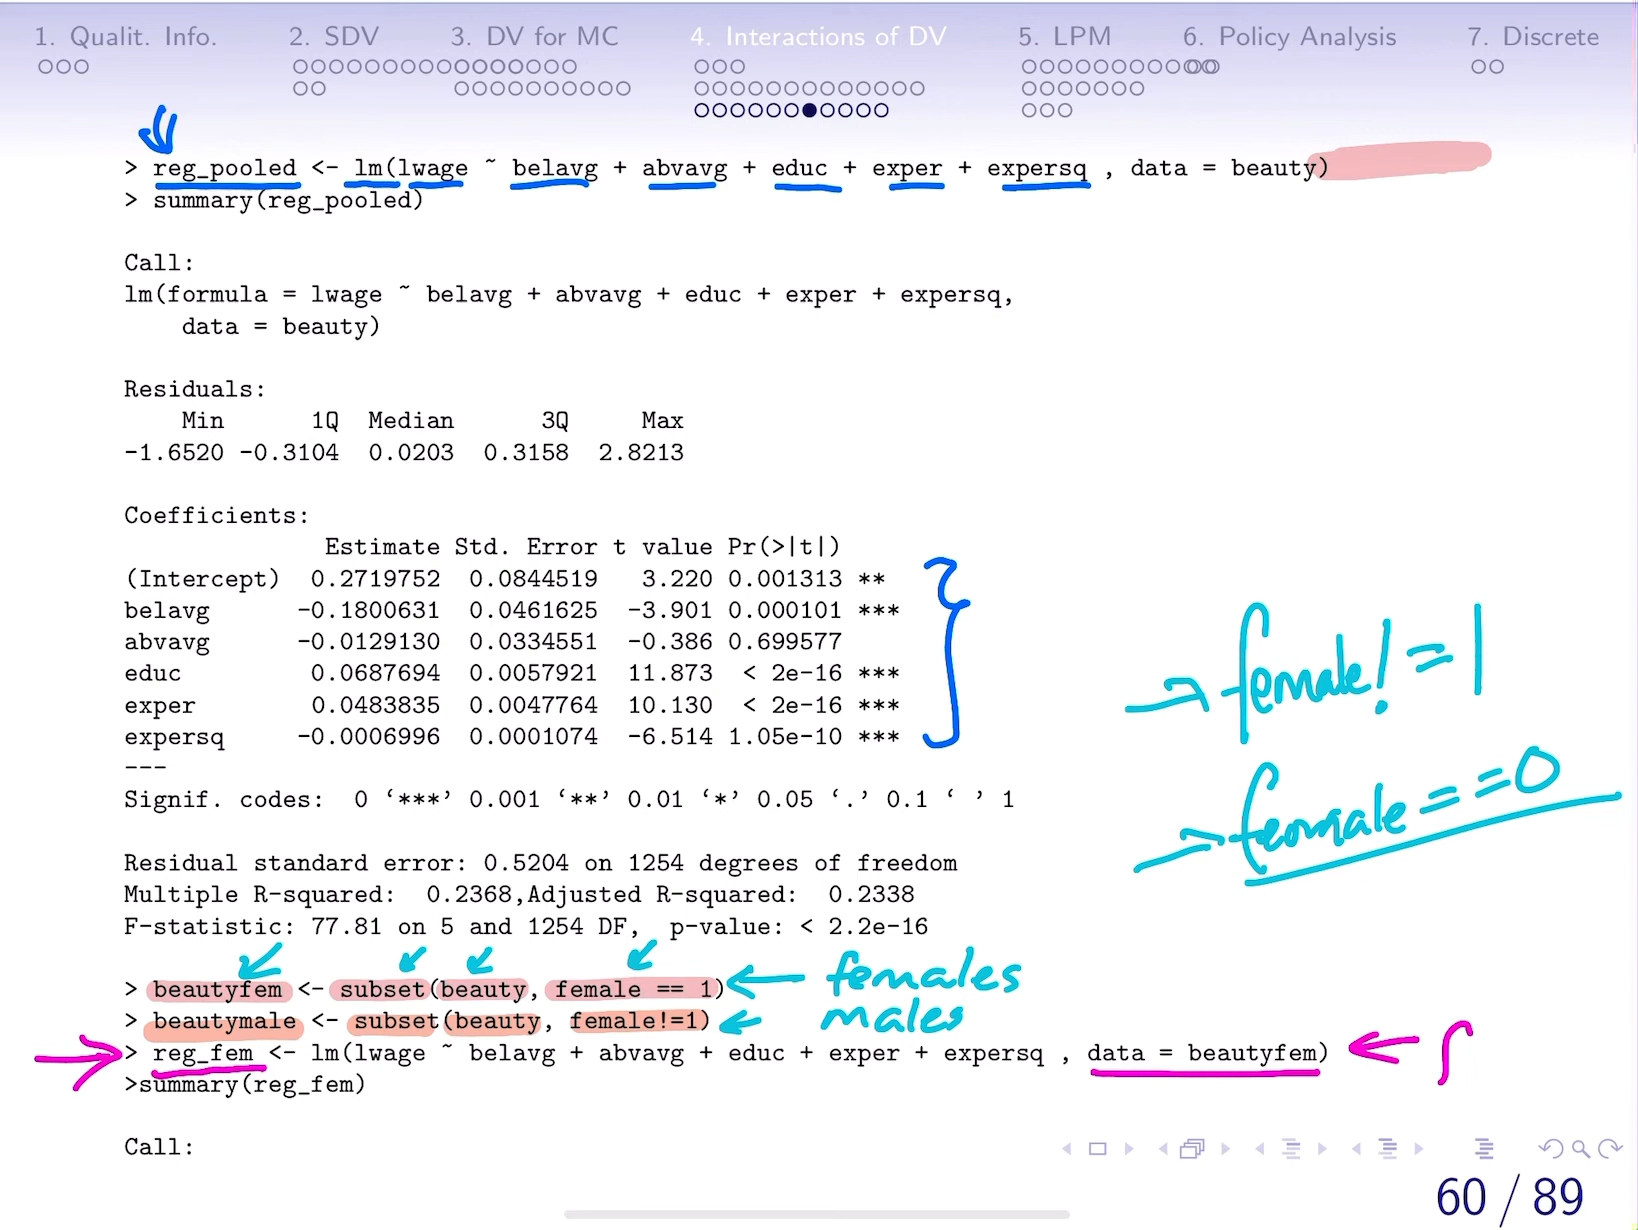 1. Qualit. Info. 2. SDV 3. DV for MC 4. Interactions of DV 5. LPM 6. Policy Analysis 7. Discrete
> reg_pooled <- lm(lwage ~ belavg + abvavg + educ + exper + expersq , data = beauty)
> summary(reg_pooled)
Call:
lm(formula = lwage ~ belavg + abvavg + educ + exper + expersq,
data = beauty)
Residuals:
Min 1Q Median 3Q Max
-1.6520 -0.3104 0.0203 0.3158 2.8213
Coefficients:
Estimate Std. Error t value Pr(>|t|)
(Intercept) 0.2719752 0.0844519 3.220 0.001313 **
belavg -0.1800631 0.0461625 -3.901 0.000101 ***
abvavg -0.0129130 0.0334551 -0.386 0.699577
educ 0.0687694 0.0057921 11.873 < 2e-16 ***
exper 0.0483835 0.0047764 10.130 < 2e-16 ***
expersq -0.0006996 0.0001074 -6.514 1.05e-10 ***
---
Signif. codes: 0 ‘***’ 0.001 ‘**’ 0.01 ‘*’ 0.05 ‘.’ 0.1 ‘ ’ 1
female != 1
female == 0
Residual standard error: 0.5204 on 1254 degrees of freedom
Multiple R-squared: 0.2368,Adjusted R-squared: 0.2338
F-statistic: 77.81 on 5 and 1254 DF, p-value: < 2.2e-16
> beautyfem <- subset(beauty, female == 1) females
> beautymale <- subset(beauty, female!=1) males
> reg_fem <- lm(lwage ~ belavg + abvavg + educ + exper + expersq , data = beautyfem)
>summary(reg_fem)
Call:
60 / 89